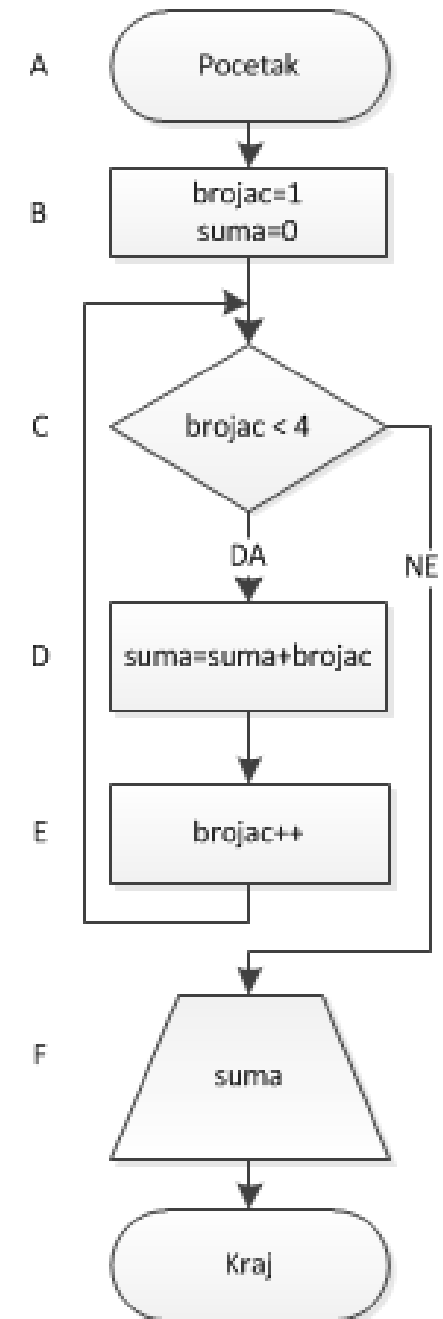 A
Pocetak
B
brojac=1
suma=0
C
brojac < 4
DA
NE
D
suma=suma+brojac
E
brojac++
F
suma
Kraj